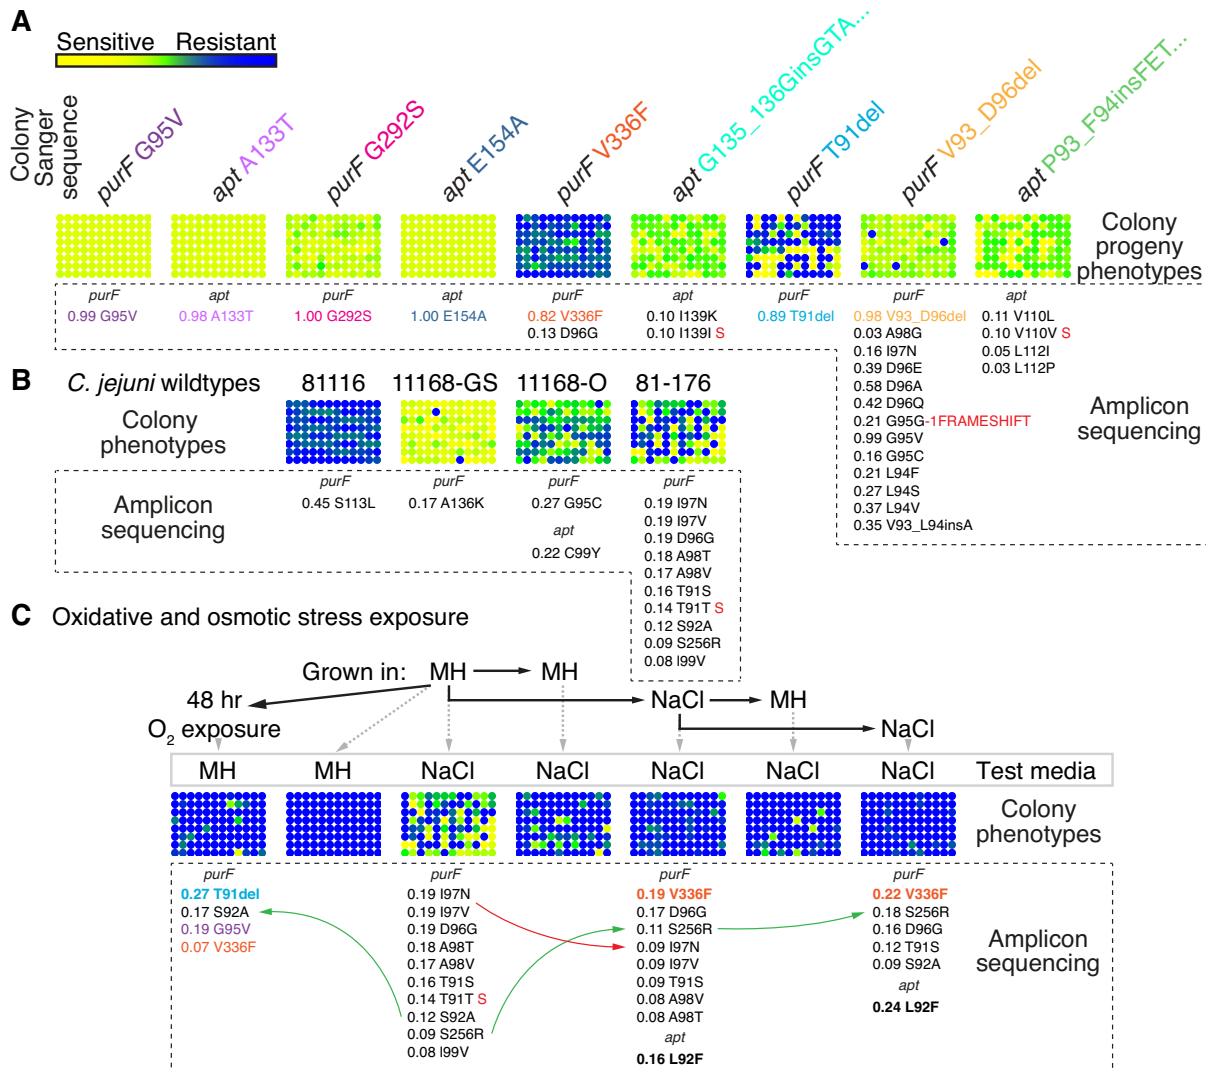 A
Sensitive Resistant
Colony
Sanger
sequence
purF G95V
apt A133T
purF G292S
apt E154A
purF V336F
apt G135_136GinsGTA...
purF T91del
purF V93_D96del
apt P93_F94insFET...
Colony
progeny
phenotypes
purF
0.99 G95V
apt
0.98 A133T
purF
1.00 G292S
apt
1.00 E154A
purF
0.82 V336F
0.13 D96G
apt
0.10 I139K
0.10 I139I S
purF
0.89 T91del
purF
0.98 V93_D96del
0.03 A98G
0.16 I97N
0.39 D96E
0.58 D96A
0.42 D96Q
0.21 G95G-1FRAMESHIFT
0.99 G95V
0.16 G95C
0.21 L94F
0.27 L94S
0.37 L94V
0.35 V93_L94insA
apt
0.11 V110L
0.10 V110V S
0.05 L112I
0.03 L112P
Amplicon
sequencing
B
C. jejuni wildtypes
81116 11168-GS 11168-O 81-176
Colony
phenotypes
Amplicon
sequencing
purF
0.45 S113L
purF
0.17 A136K
purF
0.27 G95C
apt
0.22 C99Y
purF
0.19 I97N
0.19 I97V
0.19 D96G
0.18 A98T
0.17 A98V
0.16 T91S
0.14 T91T S
0.12 S92A
0.09 S256R
0.08 I99V
C Oxidative and osmotic stress exposure
Grown in: MH MH
48 hr
O2 exposure
NaCl MH
NaCl
MH MH NaCl NaCl NaCl NaCl NaCl Test media
Colony
phenotypes
purF
0.27 T91del
0.17 S92A
0.19 G95V
0.07 V336F
purF
0.19 I97N
0.19 I97V
0.19 D96G
0.18 A98T
0.17 A98V
0.16 T91S
0.14 T91T S
0.12 S92A
0.09 S256R
0.08 I99V
purF
0.19 V336F
0.17 D96G
0.11 S256R
0.09 I97N
0.09 I97V
0.09 T91S
0.08 A98V
0.08 A98T
apt
0.16 L92F
purF
0.22 V336F
0.18 S256R
0.16 D96G
0.12 T91S
0.09 S92A
apt
0.24 L92F
Amplicon
sequencing